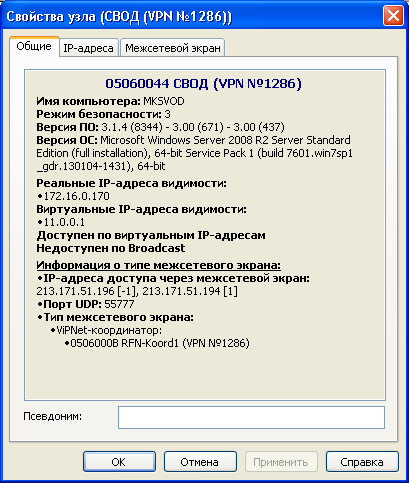 Свойства узла (СВОД (VPN №1286))
Общие
IP-адреса
Межсетевой экран
05060044 СВОД (VPN №1286)
Имя компьютера: MKSVOD
Режим безопасности: 3
Версия ПО: 3.1.4 (8344) - 3.00 (671) - 3.00 (437)
Версия ОС: Microsoft Windows Server 2008 R2 Server Standard
Edition (full installation), 64-bit Service Pack 1 (build 7601.win7sp1
_gdr.130104-1431), 64-bit
Реальные IP-адреса видимости:
•172.16.0.170
Виртуальные IP-адреса видимости:
•11.0.0.1
Доступен по виртуальным IP-адресам
Недоступен по Broadcast
Информация о типе межсетевого экрана:
•IP-адреса доступа через межсетевой экран:
213.171.51.196 [-1], 213.171.51.194 [1]
•Порт UDP: 55777
•Тип межсетевого экрана:
•ViPNet-координатор:
•0506000B RFN-Koord1 (VPN №1286)
Псевдоним:
OK
Отмена
Применить
Справка